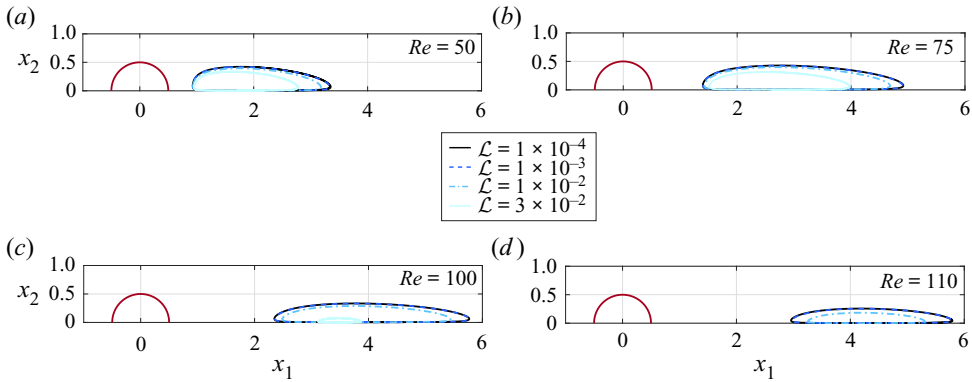 (a)
(b)
1.0
x2
0.5
0
Re = 50
0 2 4 6
1.0
0.5
0
Re = 75
0 2 4 6
ℒ = 1 × 10⁻⁴
ℒ = 1 × 10⁻³
ℒ = 1 × 10⁻²
ℒ = 3 × 10⁻²
(c)
(d)
1.0
x2
0.5
0
Re = 100
0 2 4 6
x1
1.0
0.5
0
Re = 110
0 2 4 6
x1